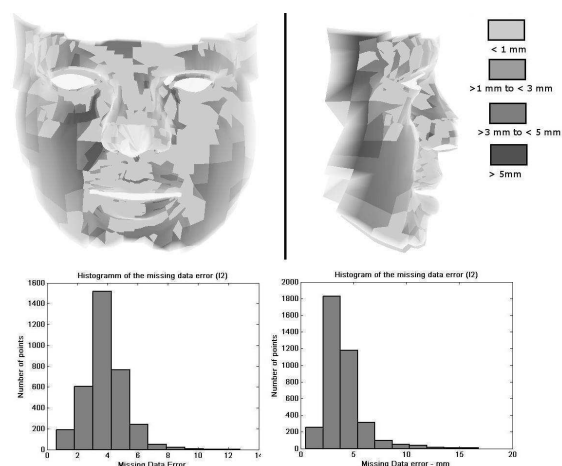 < 1 mm
>1 mm to < 3 mm
>3 mm to < 5 mm
> 5mm
Histogramm of the missing data error (I2)
Number of points
1600
1400
1200
1000
800
600
400
200
0
0 2 4 6 8 10 12 14
Missing Data Error
Histogram of the missing data error (I2)
Number of points
2000
1800
1600
1400
1200
1000
800
600
400
200
0
0 5 10 15 20
Missing Data error - mm